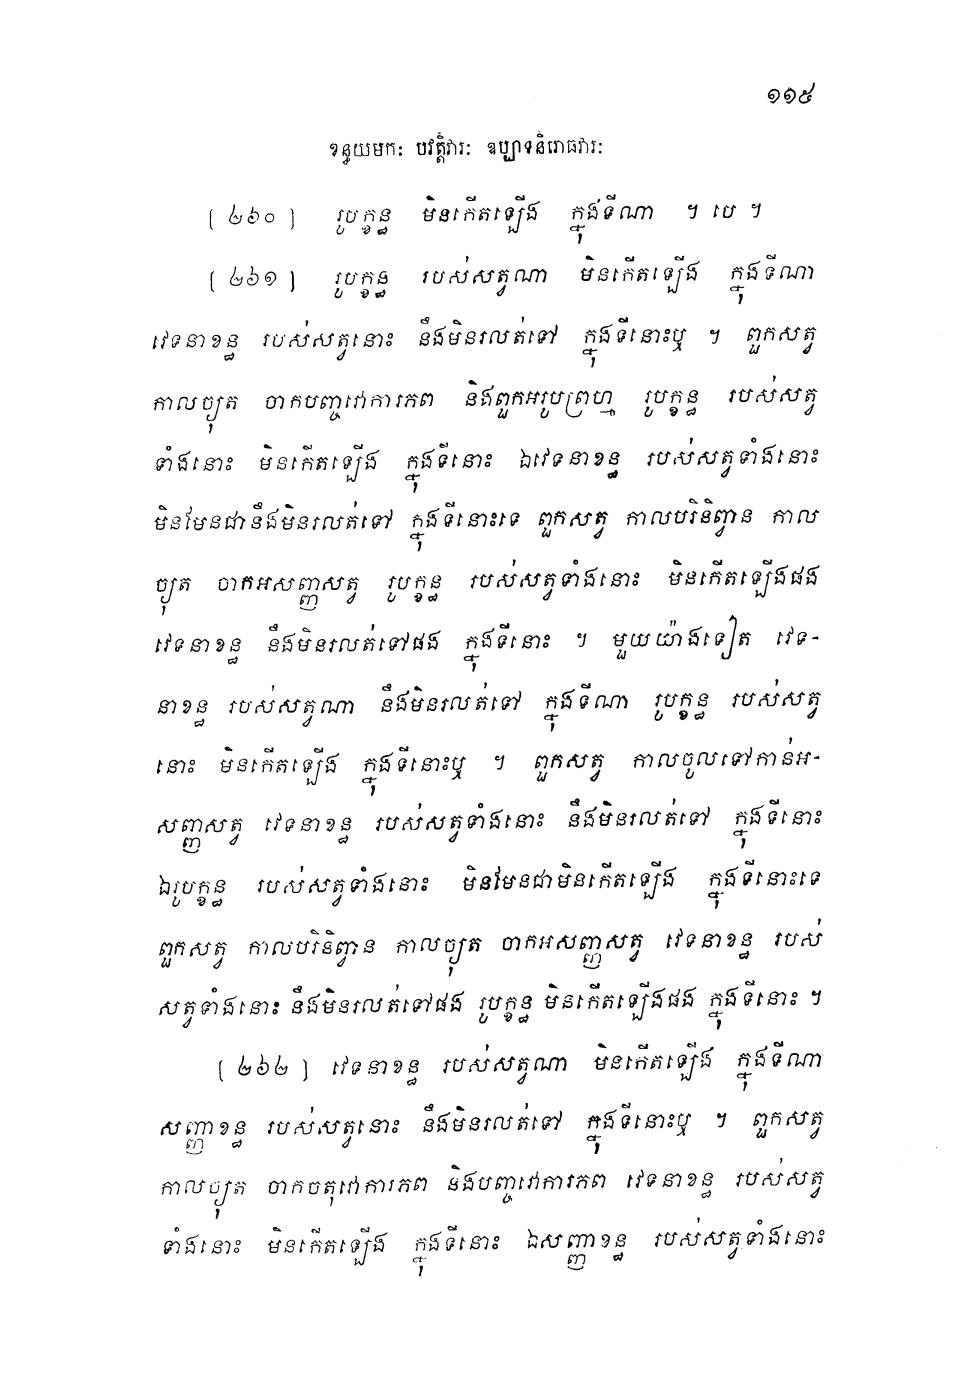 ១១៥
ខន្ធយមកៈ បវត្តិវារៈ ឧប្បាទនិរោធវារៈ
[ ២៦០ ] រូបក្ខន្ធ មិនកើតឡើង ក្នុងទីណា ។ បេ ។
[ ២៦១ ] រូបក្ខន្ធ របស់សត្វណា មិនកើតឡើង ក្នុងទីណា
វេទនាខន្ធ របស់សត្វនោះ នឹងមិនរលត់ទៅ ក្នុងទីនោះឬ ។ ពួកសត្វ
កាលច្យុត ចាកបញ្ចវោការភព និងពួកអរូបព្រហ្ម រូបក្ខន្ធ របស់សត្វ
ទាំងនោះ មិនកើតឡើង ក្នុងទីនោះ ឯវេទនាខន្ធ របស់សត្វទាំងនោះ
មិនមែនជានឹងមិនរលត់ទៅ ក្នុងទីនោះទេ ពួកសត្វ កាលបរិនិព្វាន កាល
ច្យុត ចាកអសញ្ញសត្វ រូបក្ខន្ធ របស់សត្វទាំងនោះ មិនកើតឡើងផង
វេទនាខន្ធ នឹងមិនរលត់ទៅផង ក្នុងទីនោះ ។ មួយយ៉ាងទៀត វេទ-
នាខន្ធ របស់សត្វណា នឹងមិនរលត់ទៅ ក្នុងទីណា រូបក្ខន្ធ របស់សត្វ
នោះ មិនកើតឡើង ក្នុងទីនោះឬ ។ ពួកសត្វ កាលចូលទៅកាន់អ-
សញ្ញសត្វ វេទនាខន្ធ របស់សត្វទាំងនោះ នឹងមិនរលត់ទៅ ក្នុងទីនោះ
ឯរូបក្ខន្ធ របស់សត្វទាំងនោះ មិនមែនជាមិនកើតឡើង ក្នុងទីនោះទេ
ពួកសត្វ កាលបរិនិព្វាន កាលច្យុត ចាកអសញ្ញសត្វ វេទនាខន្ធ របស់
សត្វទាំងនោះ នឹងមិនរលត់ទៅផង រូបក្ខន្ធ មិនកើតឡើងផង ក្នុងទីនោះ ។
[ ២៦២ ] វេទនាខន្ធ របស់សត្វណា មិនកើតឡើង ក្នុងទីណា
សញ្ញាខន្ធ របស់សត្វនោះ នឹងមិនរលត់ទៅ ក្នុងទីនោះឬ ។ ពួកសត្វ
កាលច្យុត ចាកចតុវោការភព និងបញ្ចវោការភព វេទនាខន្ធ របស់សត្វ
ទាំងនោះ មិនកើតឡើង ក្នុងទីនោះ ឯសញ្ញាខន្ធ របស់សត្វទាំងនោះ